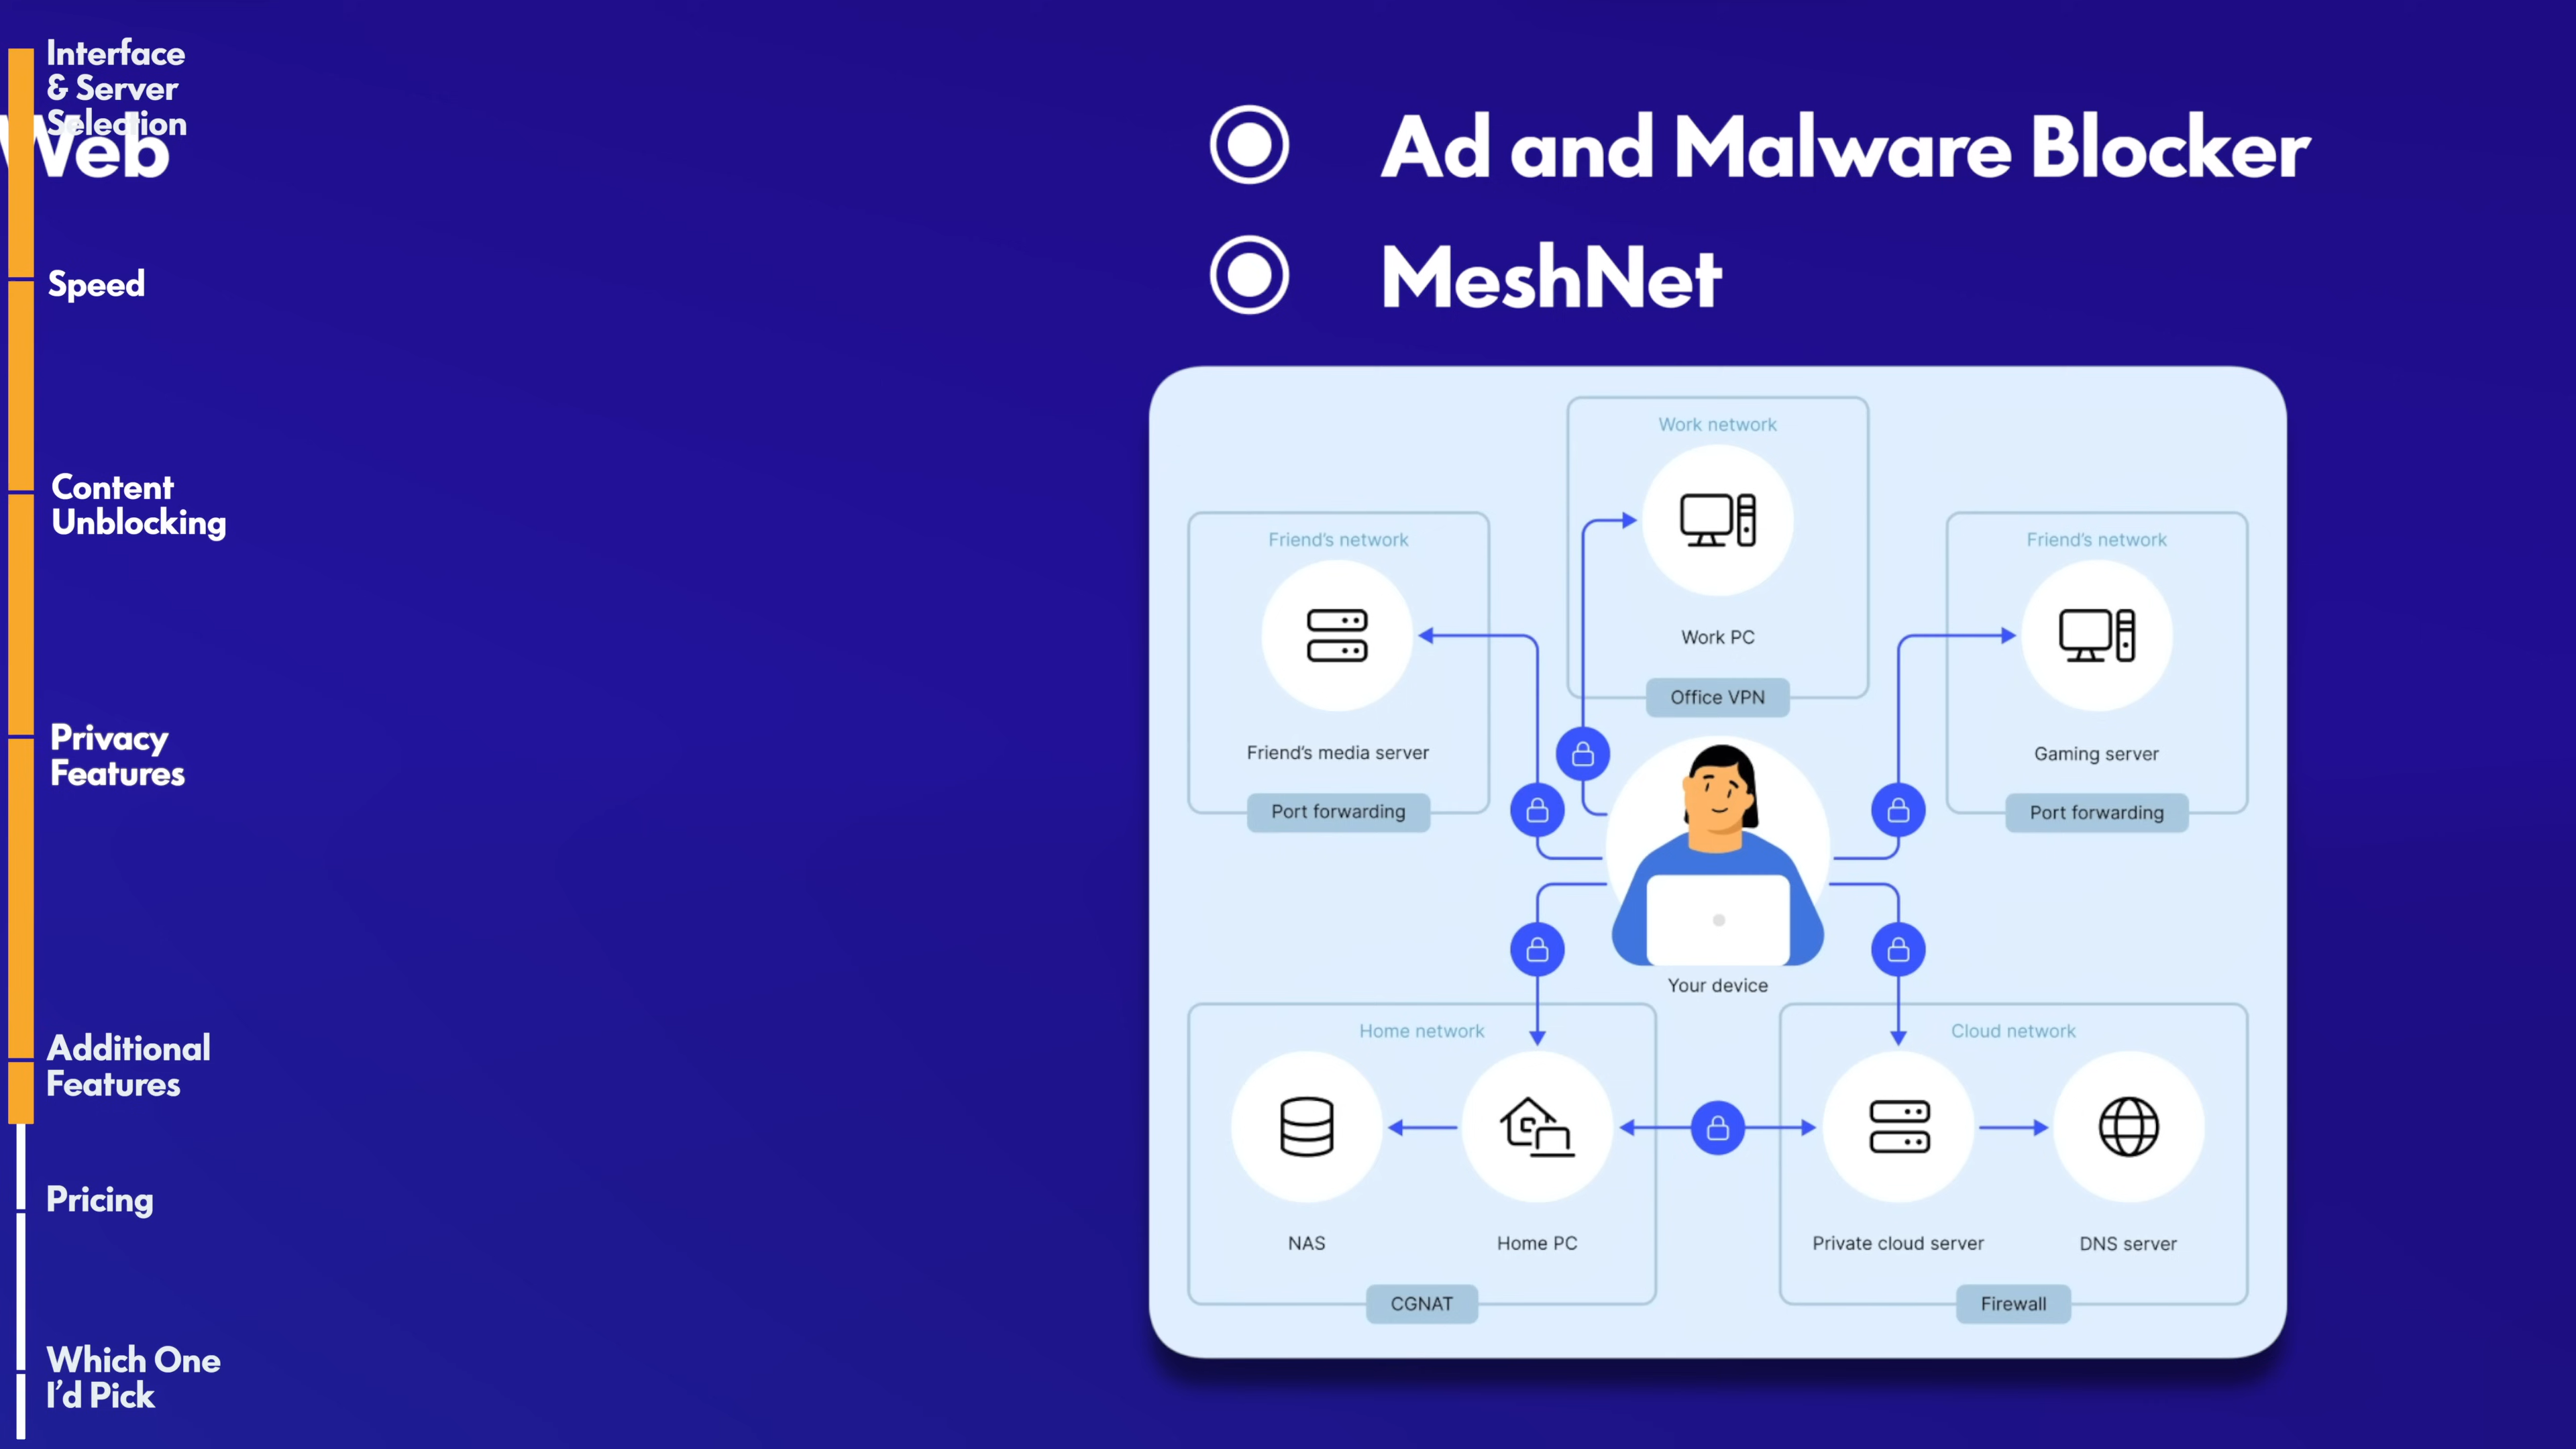 Interface
& Server
Selection
Web
Speed
Content
Unblocking
Privacy
Features
Additional
Features
Pricing
Which One
I'd Pick
Ad and Malware Blocker
MeshNet
Work network
Work PC
Office VPN
Friend's network
Friend's media server
Port forwarding
Friend's network
Gaming server
Port forwarding
Your device
Home network
NAS
Home PC
CGNAT
Cloud network
Private cloud server
DNS server
Firewall